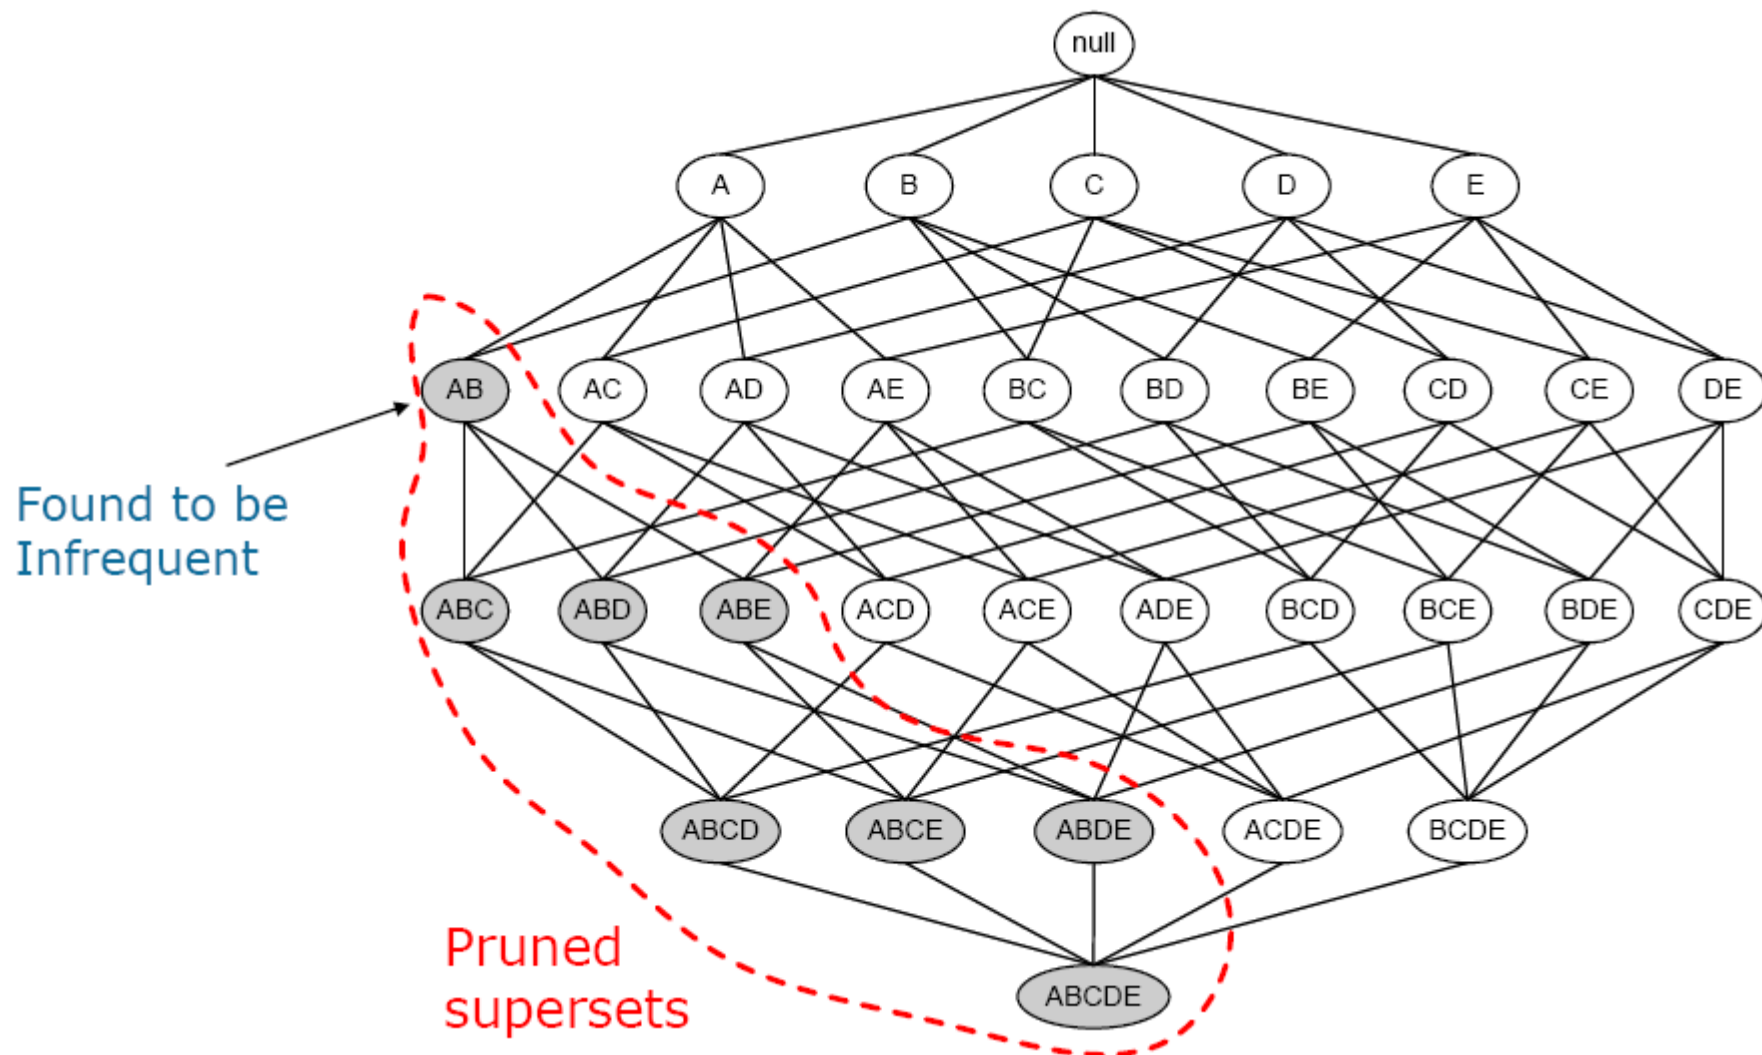 null
A B C D E
AB AC AD AE BC BD BE CD CE DE
Found to be
Infrequent
ABC ABD ABE ACD ACE ADE BCD BCE BDE CDE
ABCD ABCE ABDE ACDE BCDE
Pruned
supersets
ABCDE